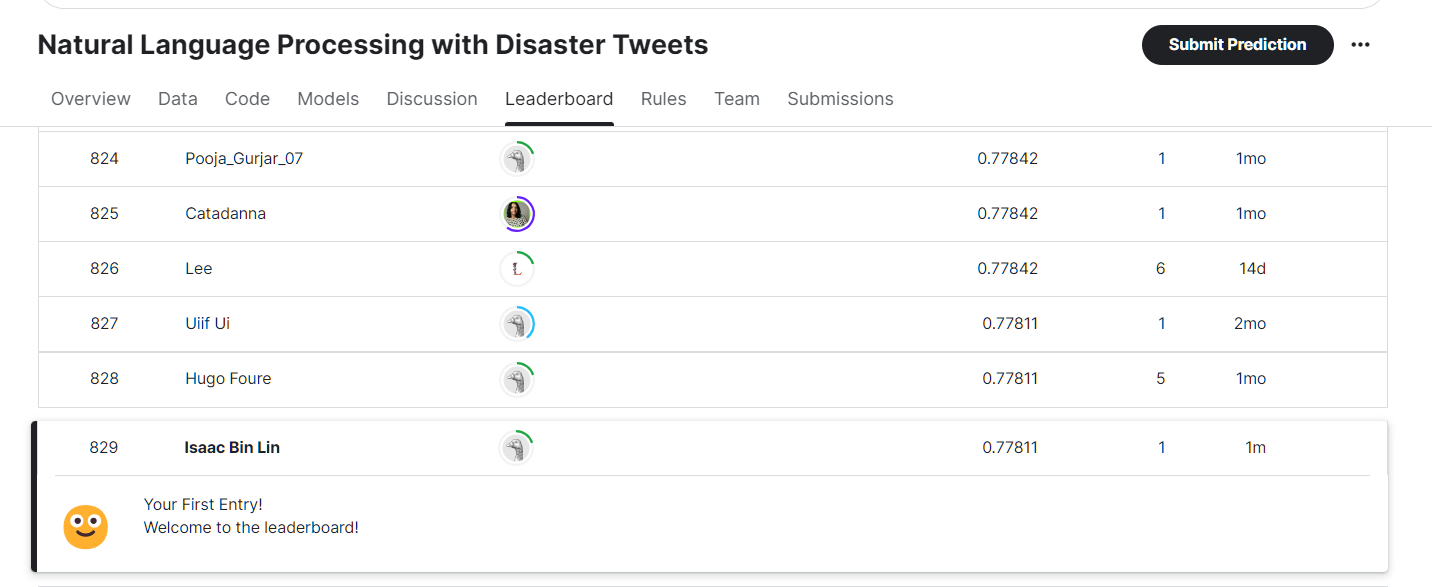 Natural Language Processing with Disaster Tweets
Submit Prediction
Overview Data Code Models Discussion Leaderboard Rules Team Submissions
824 Pooja_Gurjar_07 0.77842 1 1mo
825 Catadanna 0.77842 1 1mo
826 Lee L 0.77842 6 14d
827 Uiif Ui 0.77811 1 2mo
828 Hugo Foure 0.77811 5 1mo
829 Isaac Bin Lin 0.77811 1 1m
Your First Entry!
Welcome to the leaderboard!